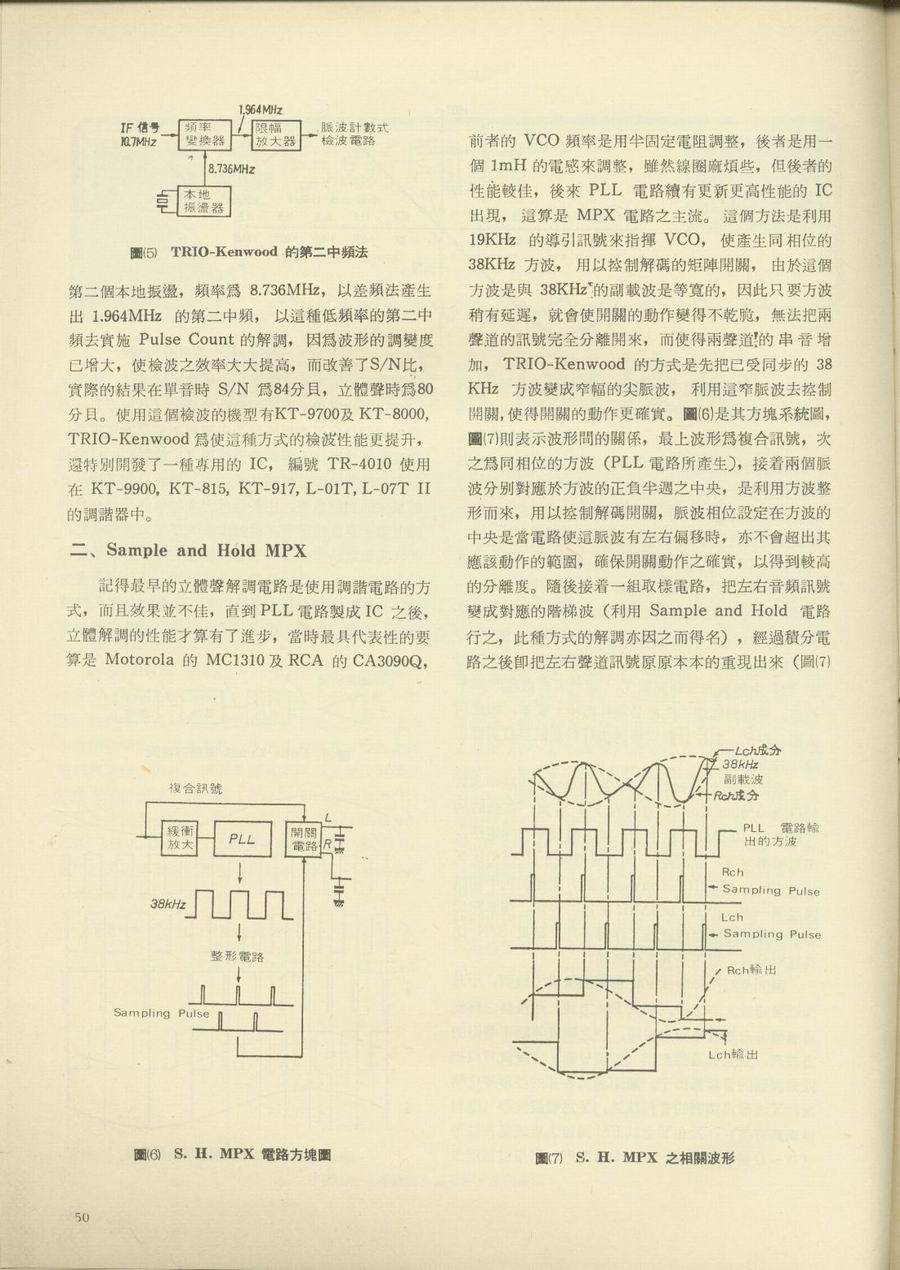 1.964MHz
IF 信号
10.7MHz
頻率
變換器
限幅
放大器
脈波計數式
檢波電路
8.736MHz
本地
振盪器
圖(5) TRIO-Kenwood 的第二中頻法
第二個本地振盪，頻率爲 8.736MHz，以差頻法產生
出 1.964MHz 的第二中頻， 以這種低頻率的第二中
頻去實施 Pulse Count 的解調，因爲波形的調變度
已增大，使檢波之效率大大提高，而改善了S/N比，
實際的結果在單音時 S/N 爲84分貝，立體聲時爲80
分貝。使用這個檢波的機型有KT-9700及 KT-8000,
TRIO-Kenwood 爲使這種方式的檢波性能更提升，
還特別開發了一種專用的 IC， 編號 TR-4010 使用
在 KT-9900, KT-815, KT-917, L-01T, L-07T II
的調諧器中。
二、Sample and Hold MPX
記得最早的立體聲解調電路是使用調諧電路的方
式，而且效果並不佳，直到 PLL 電路製成 IC 之後，
立體解調的性能才算有了進步，當時最具代表性的要
算是 Motorola 的 MC1310 及 RCA 的 CA3090Q，
前者的 VCO 頻率是用半固定電阻調整，後者是用一
個 1mH 的電感來調整，雖然線圈麻煩些，但後者的
性能較佳，後來 PLL 電路續有更新更高性能的 IC
出現， 這算是 MPX 電路之主流。 這個方法是利用
19KHz 的導引訊號來指揮 VCO， 使產生同相位的
38KHz 方波， 用以控制解碼的矩陣開關， 由於這個
方波是與 38KHz 的副載波是等寬的，因此只要方波
稍有延遲，就會使開關的動作變得不乾脆，無法把兩
聲道的訊號完全分離開來，而使得兩聲道的串音增
加， TRIO-Kenwood 的方式是先把已受同步的 38
KHz 方波變成窄幅的尖脈波， 利用這窄脈波去控制
開關，使得開關的動作更確實。圖(6)是其方塊系統圖，
圖(7)則表示波形間的關係，最上波形爲複合訊號，次
之爲同相位的方波（PLL 電路所產生），接着兩個脈
波分別對應於方波的正負半週之中央，是利用方波整
形而來，用以控制解碼開關，脈波相位設定在方波的
中央是當電路使這脈波有左右偏移時，亦不會超出其
應該動作的範圍，確保開關動作之確實，以得到較高
的分離度。隨後接着一組取樣電路，把左右音頻訊號
變成對應的階梯波（利用 Sample and Hold 電路
行之，此種方式的解調亦因之而得名），經過積分電
路之後卽把左右聲道訊號原原本本的重現出來（圖(7)
複合訊號
緩衝
放大
PLL
開關
電路
L
R
38kHz
整形電路
Sampling Pulse
圖(6) S. H. MPX 電路方塊圖
Lch成分
38kHz
副載波
Rch成分
PLL 電路輸
出的方波
Rch
Sampling Pulse
Lch
Sampling Pulse
Rch輸出
Lch輸出
圖(7) S. H. MPX 之相關波形
50